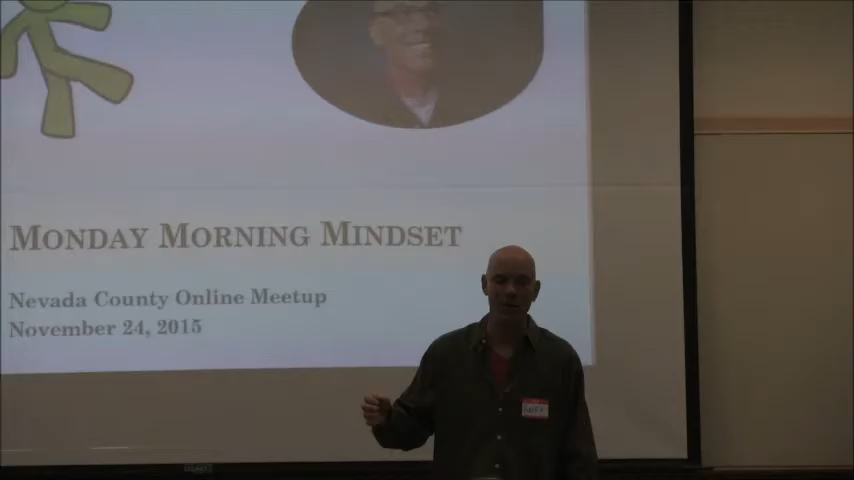 MONDAY MORNING MINDSET
Nevada County Online Meetup
November 24, 2015